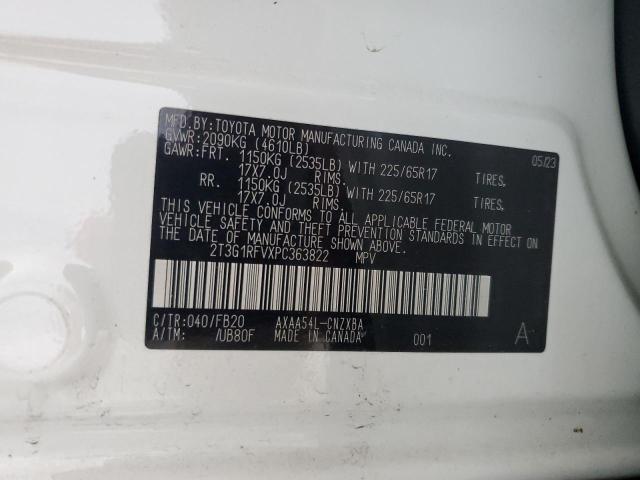 MFD.BY: TOYOTA MOTOR MANUFACTURING CANADA INC. 05/23
GVWR: 2090KG (4610LB)
GAWR: FRT. 1150KG (2535LB) WITH 225/65R17 TIRES,
17X7.0J RIMS,
RR. 1150KG (2535LB) WITH 225/65R17 TIRES,
17X7.0J RIMS,
THIS VEHICLE CONFORMS TO ALL APPLICABLE FEDERAL MOTOR
VEHICLE SAFETY AND THEFT PREVENTION STANDARDS IN EFFECT ON
THE DATE OF MANUFACTURE SHOWN ABOVE.
2T3G1RFVXPC363822 MPV
C/TR: 040/FB20 AXAA54L-CNZXBA
A/TM: /UB80F MADE IN CANADA 001 A